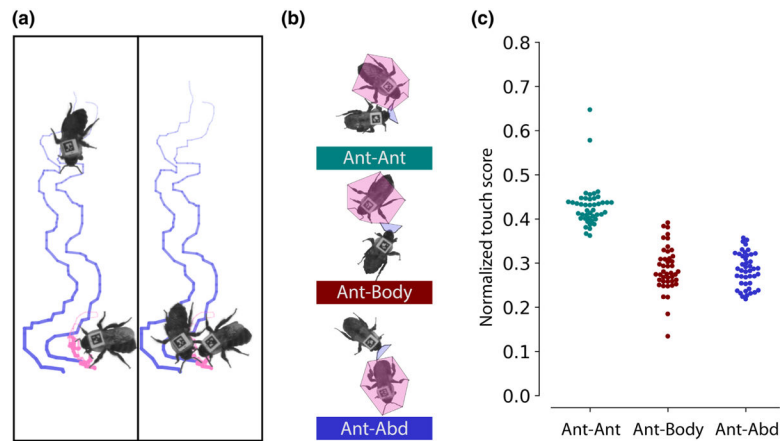 (a)
(b)
Ant-Ant
Ant-Body
Ant-Abd
(c)
Normalized touch score
0.8
0.7
0.6
0.5
0.4
0.3
0.2
0.1
0.0
Ant-Ant Ant-Body Ant-Abd